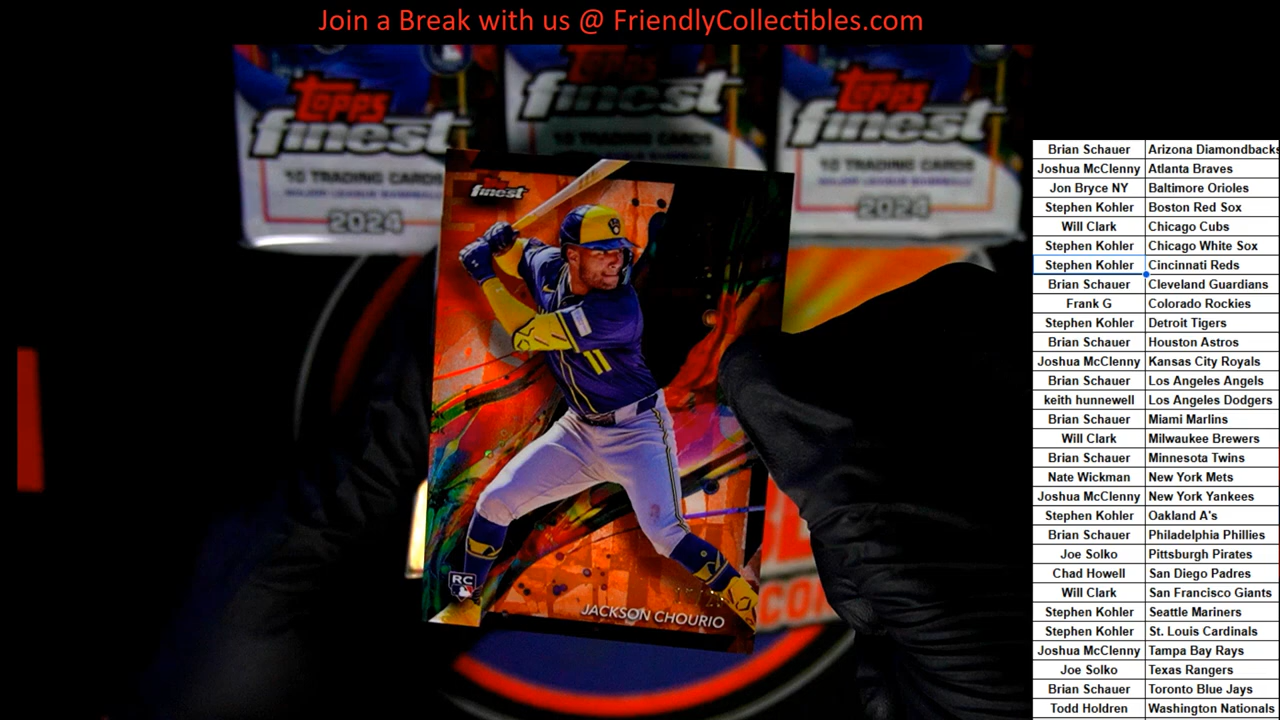 Join a Break with us @ FriendlyCollectibles.com
TOPPS
finest
10 TRADING CARDS
2024
TOPPS
finest
10 TRADING CARDS
TOPPS
finest
10 TRADING CARDS
MAJOR LEAGUE BASEBALL
2024
finest
11
RC
JACKSON CHOURIO
Brian Schauer Arizona Diamondbacks
Joshua McClenny Atlanta Braves
Jon Bryce NY Baltimore Orioles
Stephen Kohler Boston Red Sox
Will Clark Chicago Cubs
Stephen Kohler Chicago White Sox
Stephen Kohler Cincinnati Reds
Brian Schauer Cleveland Guardians
Frank G Colorado Rockies
Stephen Kohler Detroit Tigers
Brian Schauer Houston Astros
Joshua McClenny Kansas City Royals
Brian Schauer Los Angeles Angels
keith hunnewell Los Angeles Dodgers
Brian Schauer Miami Marlins
Will Clark Milwaukee Brewers
Brian Schauer Minnesota Twins
Nate Wickman New York Mets
Joshua McClenny New York Yankees
Stephen Kohler Oakland A's
Brian Schauer Philadelphia Phillies
Joe Solko Pittsburgh Pirates
Chad Howell San Diego Padres
Will Clark San Francisco Giants
Stephen Kohler Seattle Mariners
Stephen Kohler St. Louis Cardinals
Joshua McClenny Tampa Bay Rays
Joe Solko Texas Rangers
Brian Schauer Toronto Blue Jays
Todd Holdren Washington Nationals